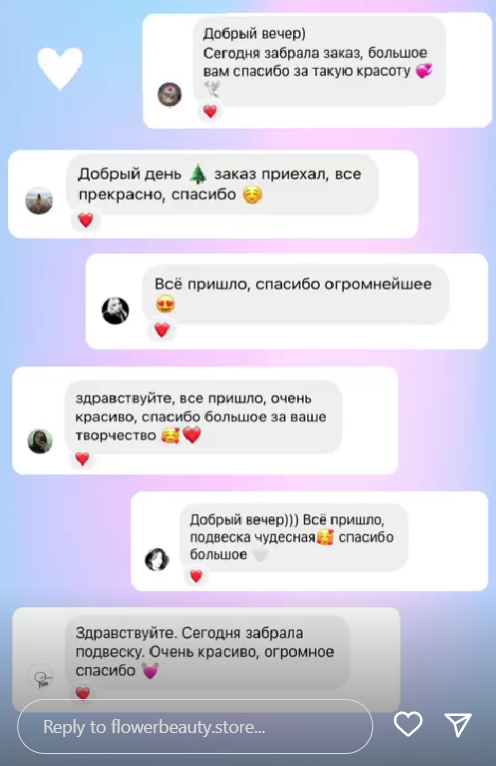 Добрый вечер)
Сегодня забрала заказ, большое
вам спасибо за такую красоту 💞
🕊️
Добрый день 🌲 заказ приехал, все
прекрасно, спасибо ☺️
Всё пришло, спасибо огромнейшее
😍
здравствуйте, все пришло, очень
красиво, спасибо большое за ваше
творчество 🥰❤️
Добрый вечер))) Всё пришло,
подвеска чудесная🥰 спасибо
большое 🤍
Здравствуйте. Сегодня забрала
подвеску. Очень красиво, огромное
спасибо 💓
Reply to flowerbeauty.store...